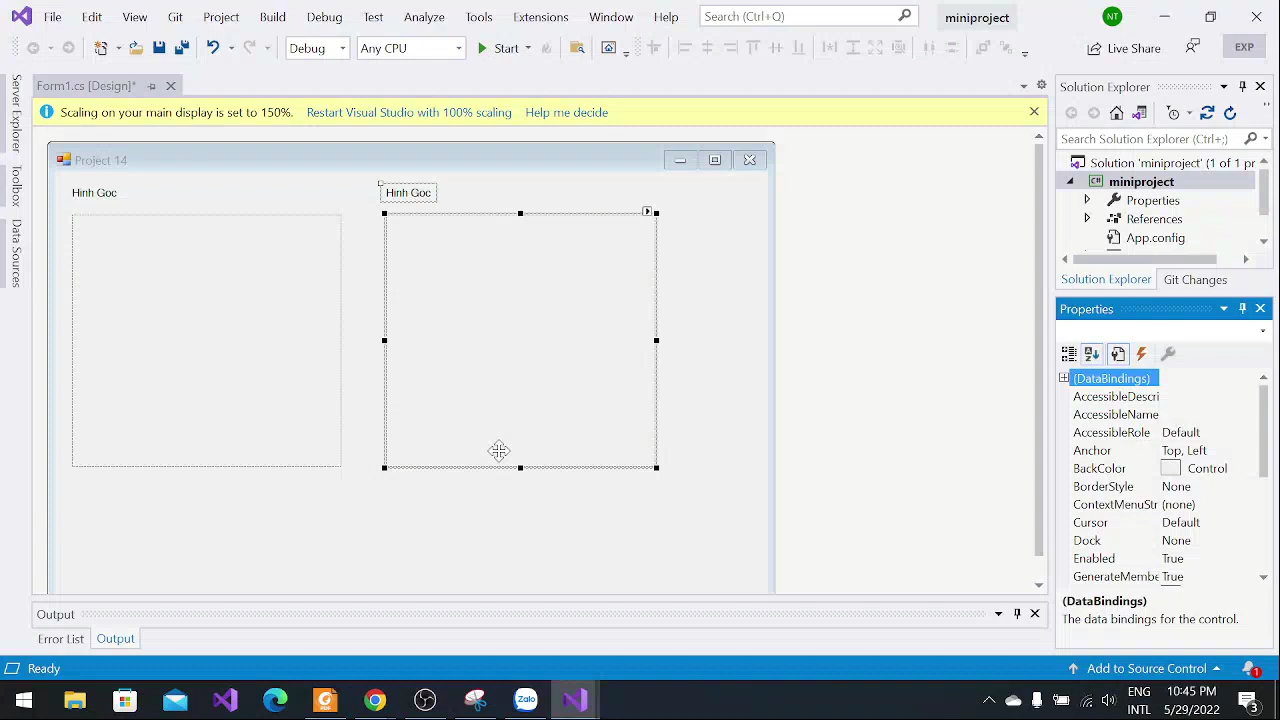 File Edit View Git Project Build Debug Test Analyze Tools Extensions Window Help Search (Ctrl+Q) miniproject NT
Debug Any CPU Start Live Share EXP
Form1.cs [Design]*
Scaling on your main display is set to 150%. Restart Visual Studio with 100% scaling Help me decide
Server Explorer
Toolbox
Data Sources
Project 14
Hinh Goc Hinh Goc
Solution Explorer
Search Solution Explorer (Ctrl+;)
Solution 'miniproject' (1 of 1 pr
C# miniproject
Properties
References
App.config
Solution Explorer Git Changes
Properties
(DataBindings)
AccessibleDescri
AccessibleName
AccessibleRole Default
Anchor Top, Left
BackColor Control
BorderStyle None
ContextMenuStr (none)
Cursor Default
Dock None
Enabled True
GenerateMembe True
(DataBindings)
The data bindings for the control.
Output
Error List Output
Ready Add to Source Control 1
PDF Zalo ENG 10:45 PM
INTL 5/29/2022 3